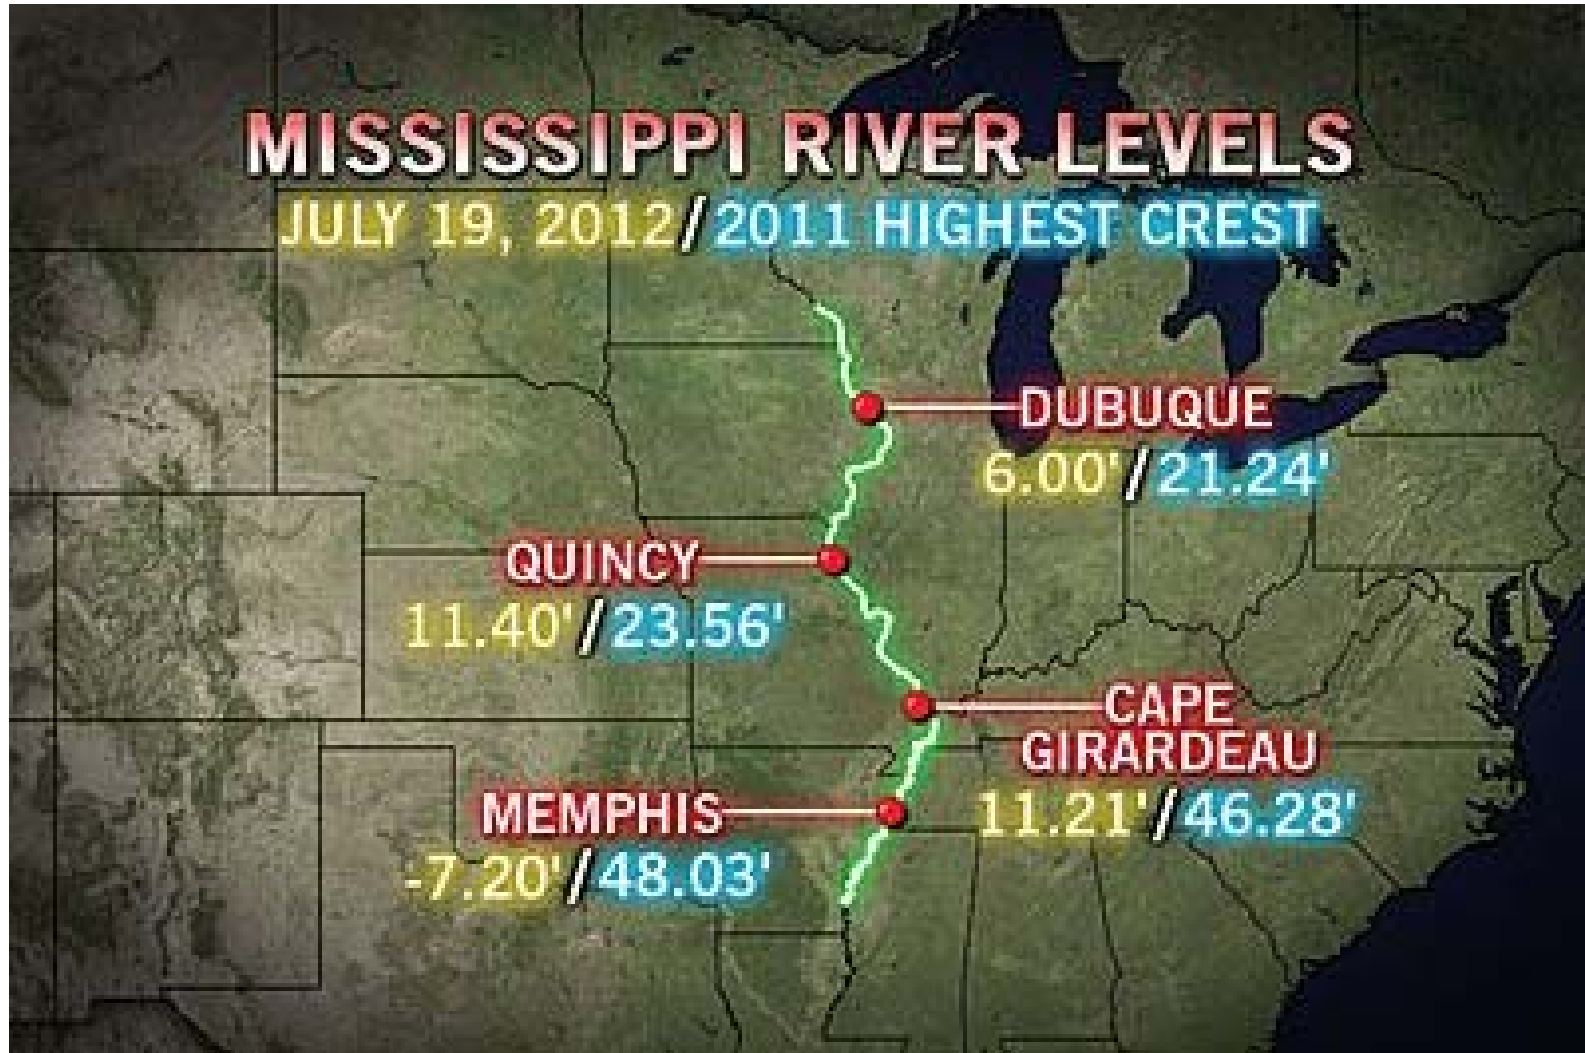 MISSISSIPPI RIVER LEVELS
JULY 19, 2012/2011 HIGHEST CREST
DUBUQUE
6.00'/21.24'
QUINCY
11.40'/23.56'
CAPE
GIRARDEAU
11.21'/46.28'
MEMPHIS
-7.20'/48.03'